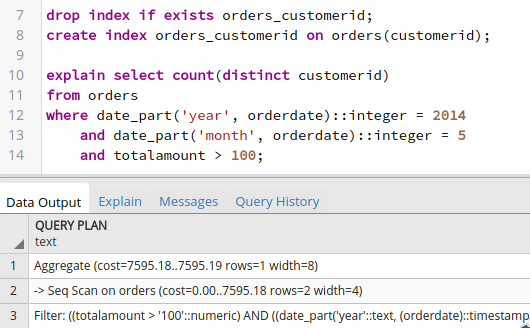 7 drop index if exists orders_customerid;
8 create index orders_customerid on orders(customerid);
9
10 explain select count(distinct customerid)
11 from orders
12 where date_part('year', orderdate)::integer = 2014
13 and date_part('month', orderdate)::integer = 5
14 and totalamount > 100;
Data Output Explain Messages Query History
QUERY PLAN
text
1 Aggregate (cost=7595.18..7595.19 rows=1 width=8)
2 -> Seq Scan on orders (cost=0.00..7595.18 rows=2 width=4)
3 Filter: ((totalamount > '100'::numeric) AND ((date_part('year'::text, (orderdate)::timestamp